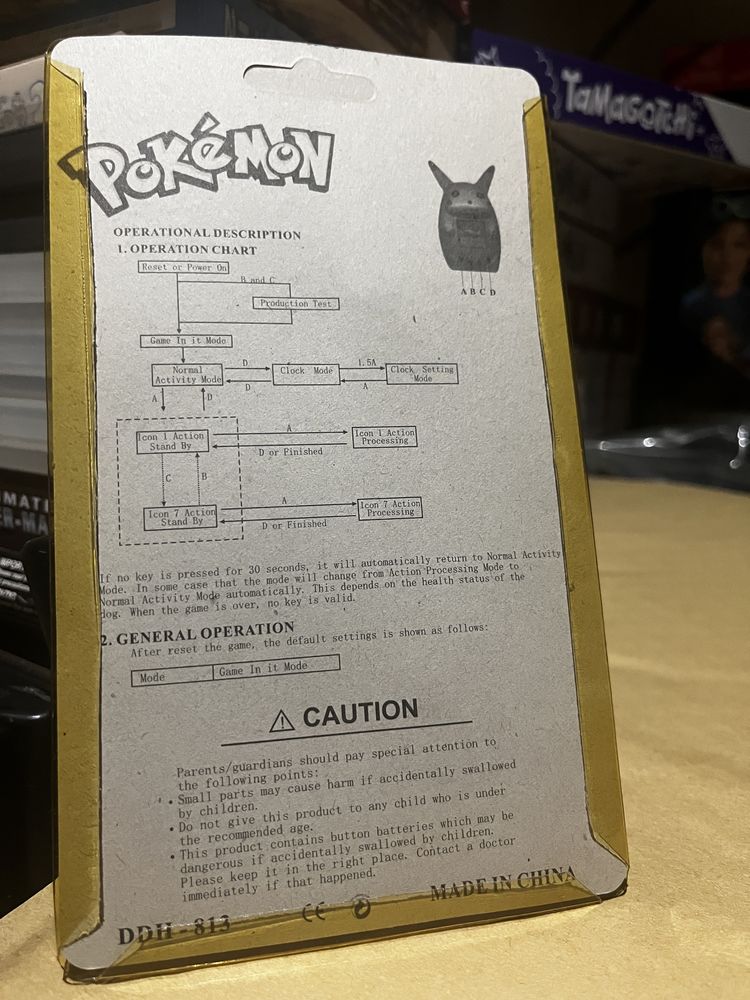 TAMAGOTCHi
POKéMON
OPERATIONAL DESCRIPTION
1. OPERATION CHART
Reset or Power On
B and C
Production Test
A B C D
Game In it Mode
Normal
Activity Mode
D
D
Clock Mode
1.5A
A
Clock Setting
Mode
A
D
Icon 1 Action
Stand By
A
D or Finished
Icon 1 Action
Processing
C
B
Icon 7 Action
Stand By
A
D or Finished
Icon 7 Action
Processing
If no key is pressed for 30 seconds, it will automatically return to Normal Activity
Mode. In some case that the mode will change from Action Processing Mode to
Normal Activity Mode automatically. This depends on the health status of the
dog. When the game is over, no key is valid.
2. GENERAL OPERATION
After reset the game, the default settings is shown as follows:
Mode
Game In it Mode
CAUTION
Parents/guardians should pay special attention to
the following points:
• Small parts may cause harm if accidentally swallowed
by children.
• Do not give this product to any child who is under
the recommended age.
• This product contains button batteries which may be
dangerous if accidentally swallowed by children.
Please keep it in the right place. Contact a doctor
immediately if that happened.
DDH-813
CE
MADE IN CHINA